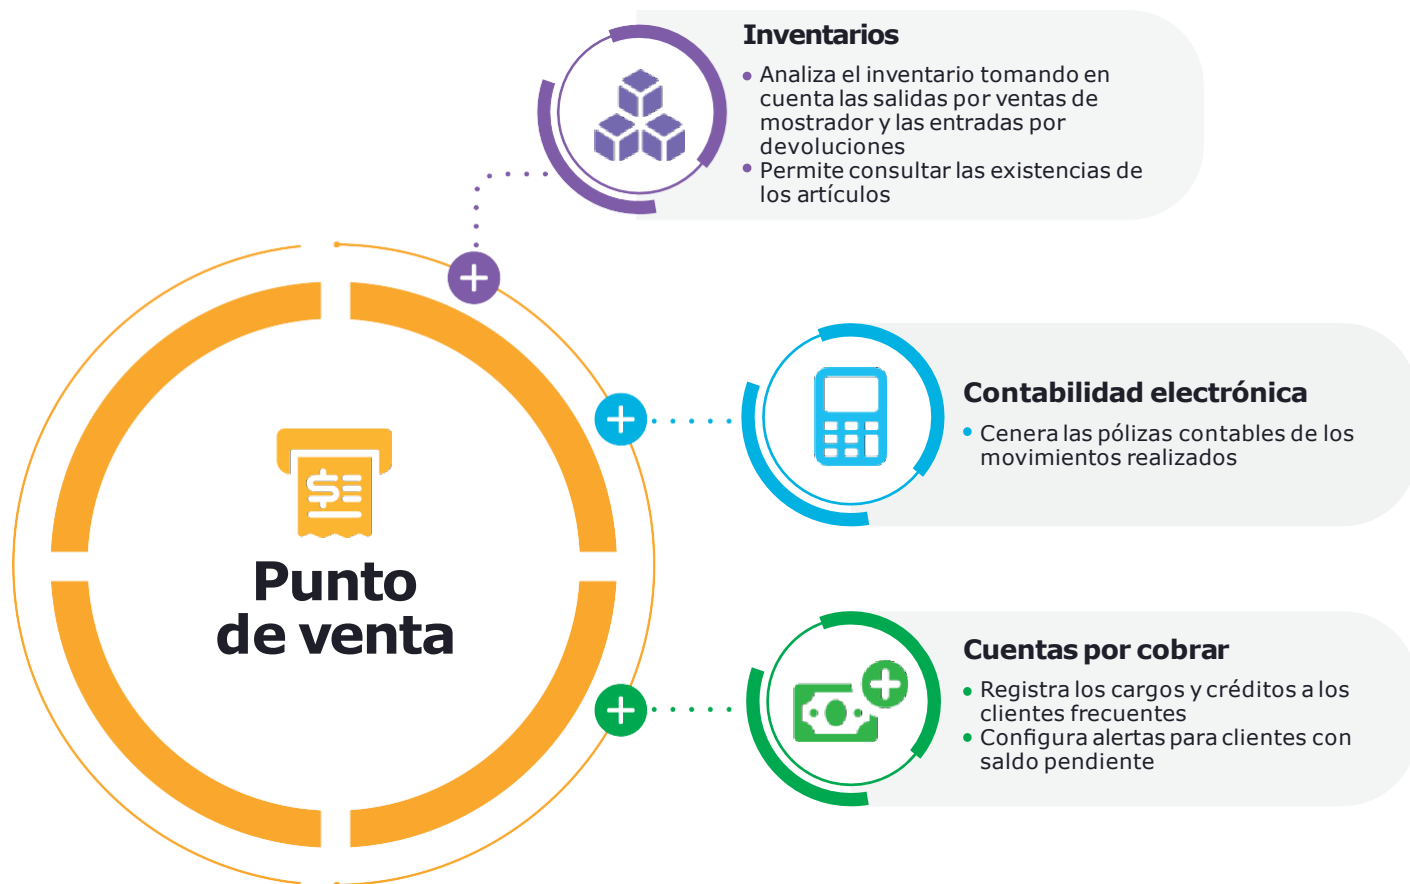 Inventarios
• Analiza el inventario tomando en
cuenta las salidas por ventas de
mostrador y las entradas por
devoluciones
• Permite consultar las existencias de
los artículos
Contabilidad electrónica
• Cenera las pólizas contables de los
movimientos realizados
Punto
de venta
Cuentas por cobrar
• Registra los cargos y créditos a los
clientes frecuentes
• Configura alertas para clientes con
saldo pendiente